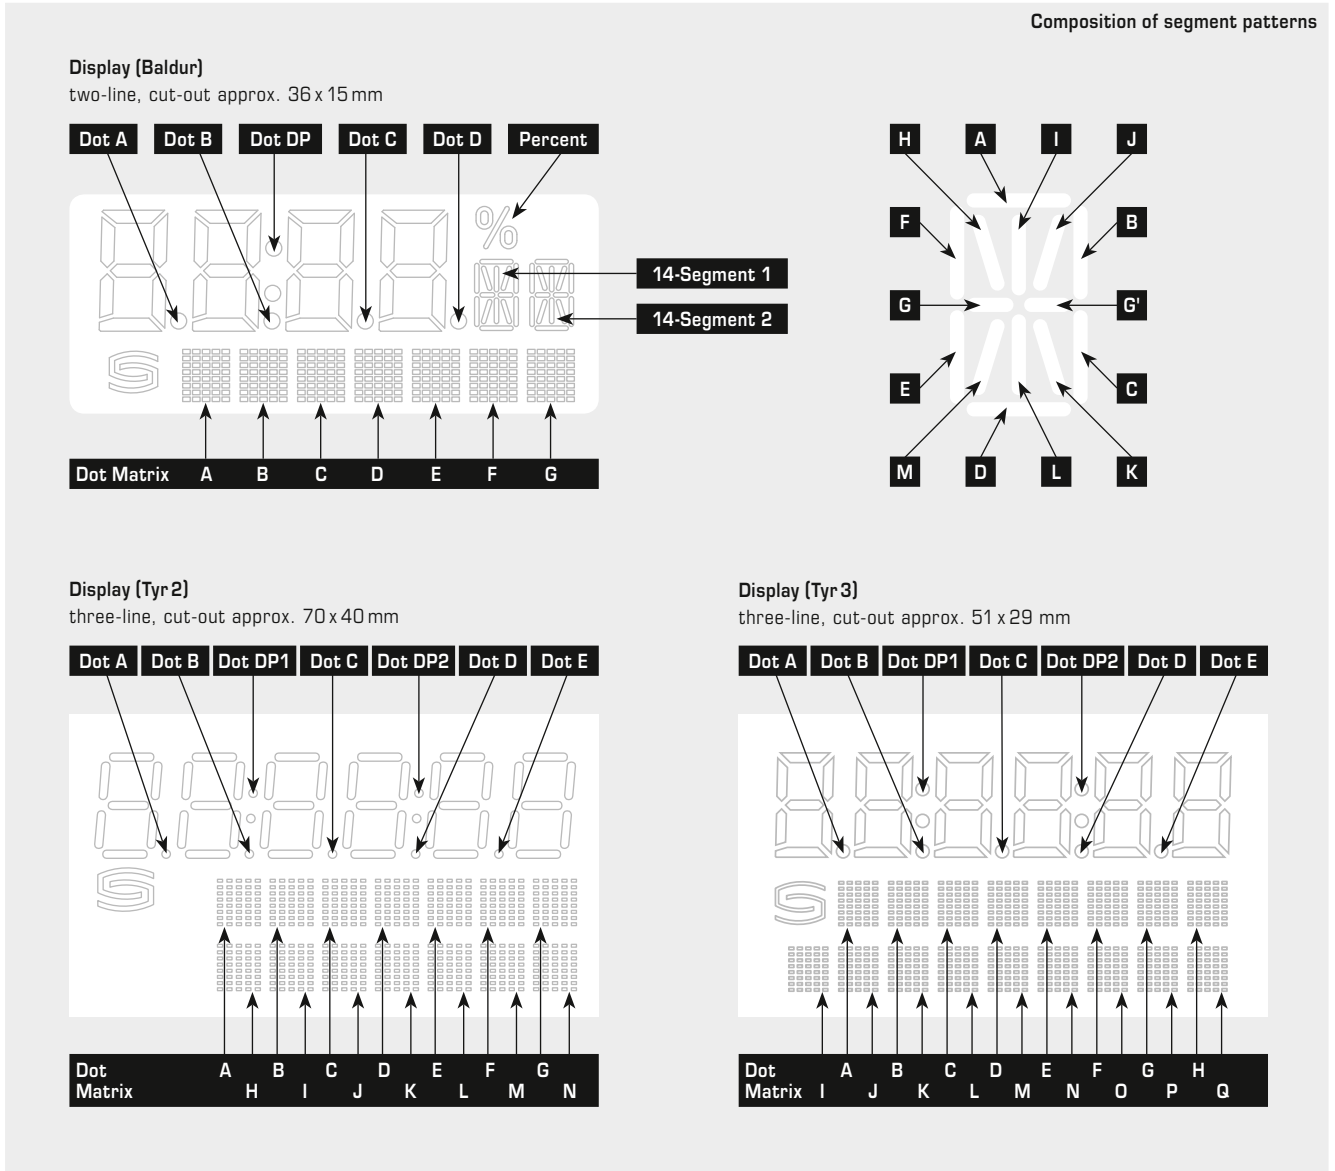 Composition of segment patterns
Display (Baldur)
two-line, cut-out approx. 36 x 15 mm
Dot A Dot B Dot DP Dot C Dot D Percent
%
14-Segment 1
14-Segment 2
S
Dot Matrix A B C D E F G
H A I J
F B
G G'
E C
M D L K
Display (Tyr 2)
three-line, cut-out approx. 70 x 40 mm
Dot A Dot B Dot DP1 Dot C Dot DP2 Dot D Dot E
S
Dot A B C D E F G
Matrix H I J K L M N
Display (Tyr 3)
three-line, cut-out approx. 51 x 29 mm
Dot A Dot B Dot DP1 Dot C Dot DP2 Dot D Dot E
S
Dot A B C D E F G H
Matrix I J K L M N O P Q